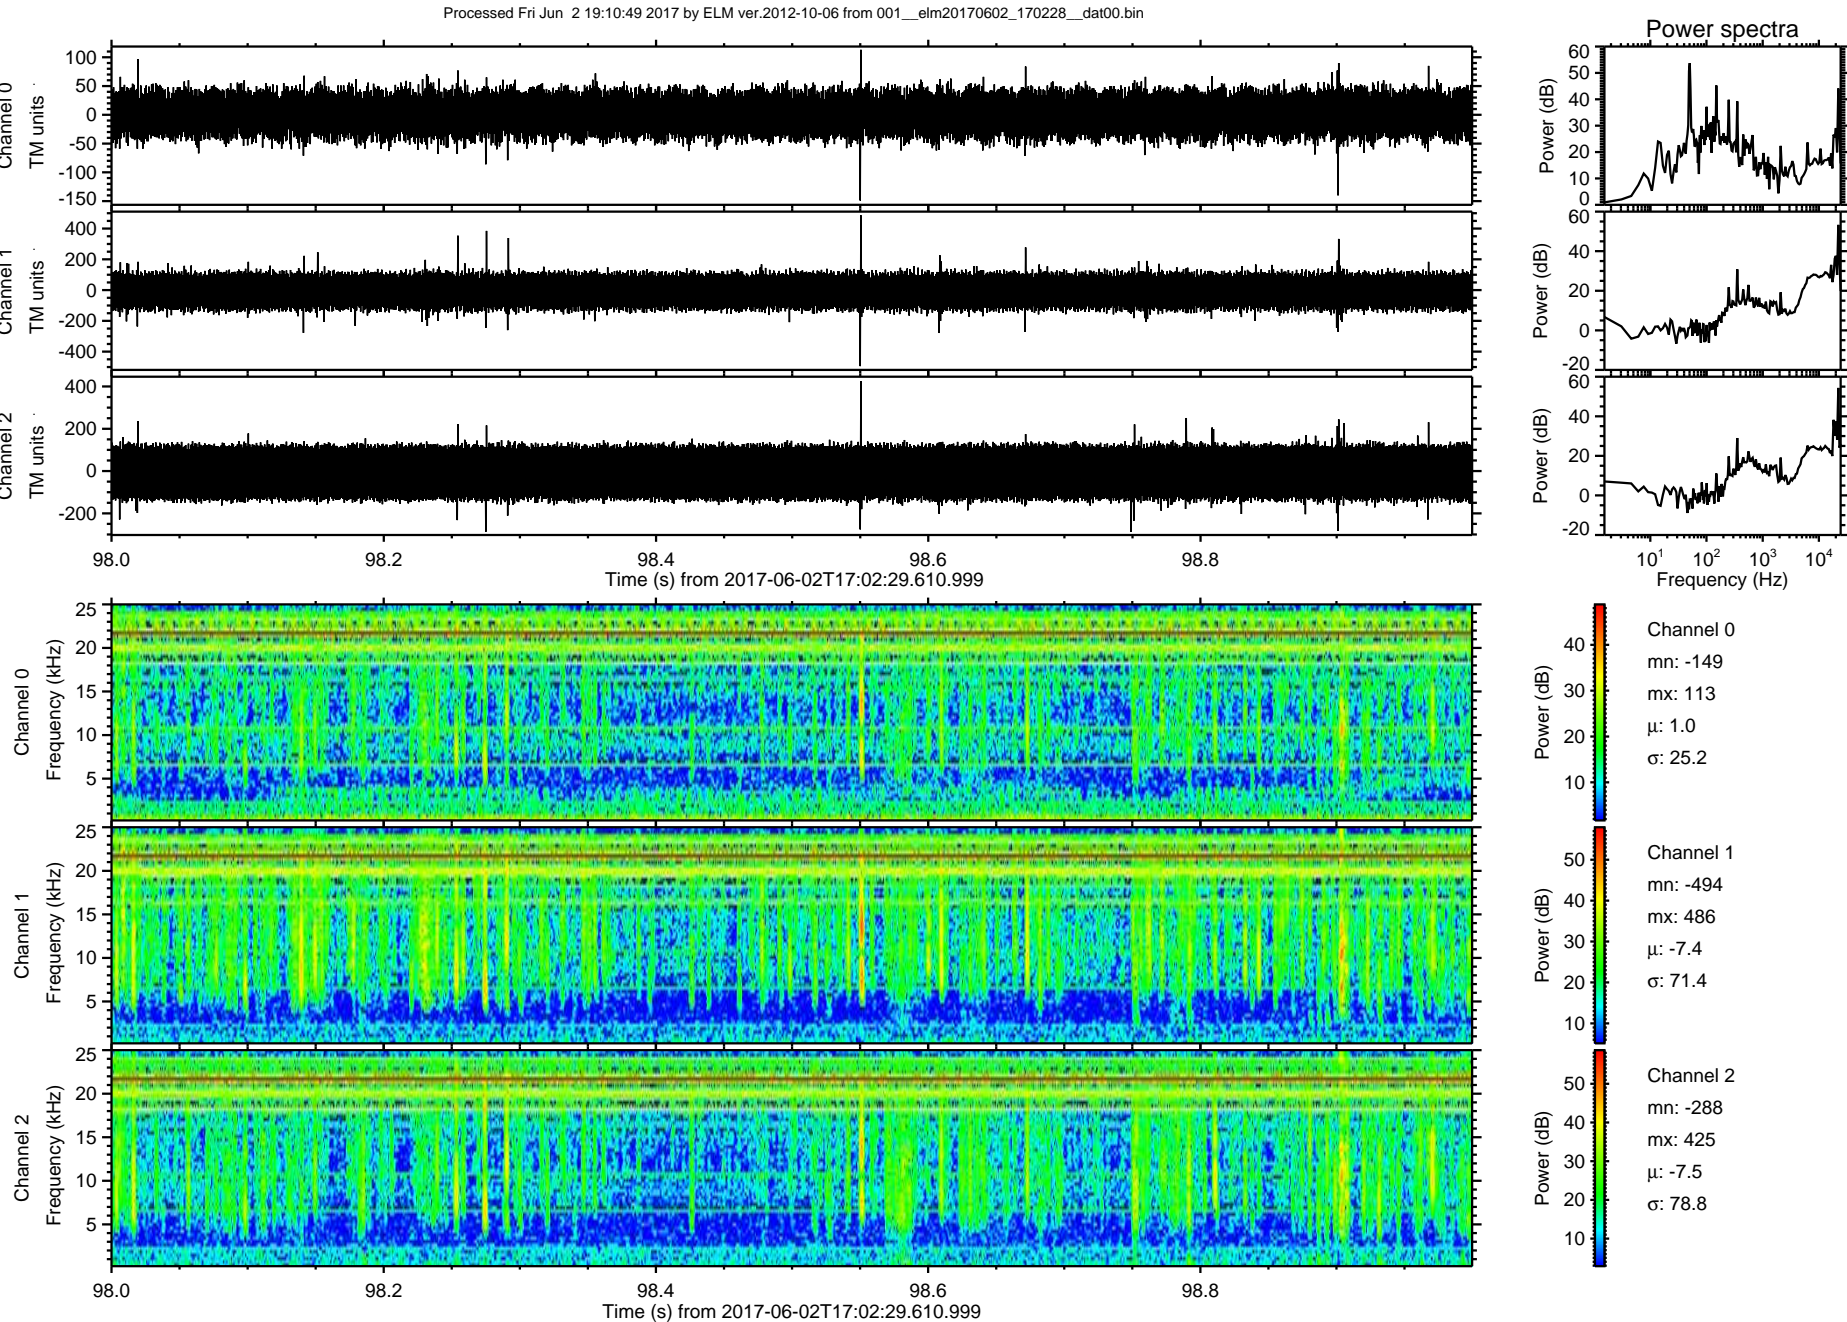 Processed Fri Jun  2 19:10:49 2017 by ELM ver.2012-10-06 from 001__elm20170602_170228__dat00.bin
Power spectra
Channel 0
TM units
100
50
0
-50
-100
-150
Power (dB)
60
50
40
30
20
10
0
Channel 1
TM units
400
200
0
-200
-400
Power (dB)
60
40
20
0
-20
Channel 2
TM units
400
200
0
-200
Power (dB)
60
40
20
0
-20
98.0 98.2 98.4 98.6 98.8
Time (s) from 2017-06-02T17:02:29.610.999
10¹ 10² 10³ 10⁴
Frequency (Hz)
Channel 0
Frequency (kHz)
25
20
15
10
5
Power (dB)
40
30
20
10
Channel 0
mn: -149
mx: 113
μ: 1.0
σ: 25.2
Channel 1
Frequency (kHz)
25
20
15
10
5
Power (dB)
50
40
30
20
10
Channel 1
mn: -494
mx: 486
μ: -7.4
σ: 71.4
Channel 2
Frequency (kHz)
25
20
15
10
5
Power (dB)
50
40
30
20
10
Channel 2
mn: -288
mx: 425
μ: -7.5
σ: 78.8
98.0 98.2 98.4 98.6 98.8
Time (s) from 2017-06-02T17:02:29.610.999